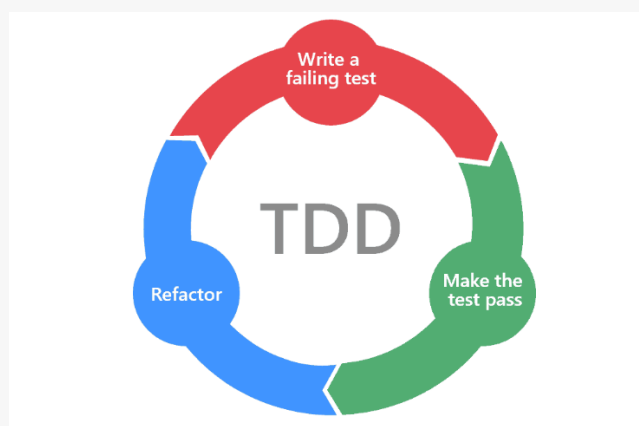 Write a
failing test
TDD
Make the
test pass
Refactor